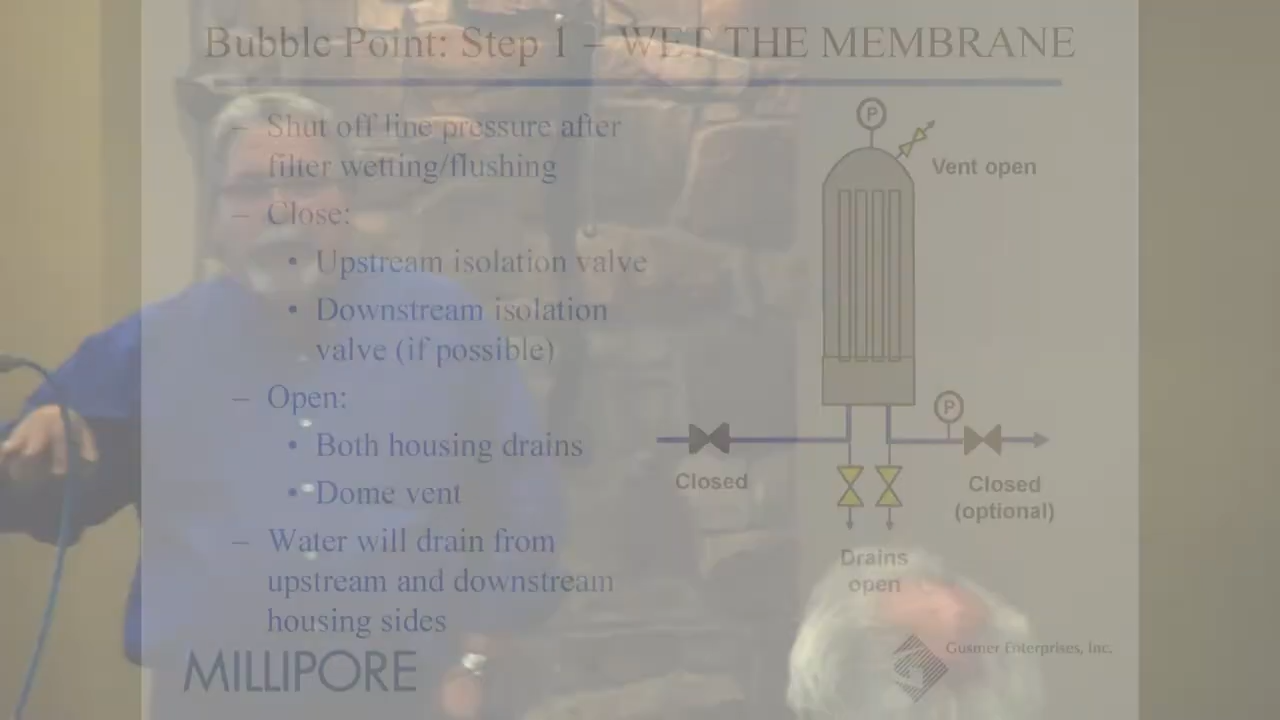 Bubble Point: Step 1 – WET THE MEMBRANE
– Shut off line pressure after
filter wetting/flushing
– Close:
• Upstream isolation valve
• Downstream isolation
valve (if possible)
– Open:
• Both housing drains
• Dome vent
– Water will drain from
upstream and downstream
housing sides
P
Vent open
P
Closed
Closed
(optional)
Drains
open
MILLIPORE
Gusmer Enterprises, Inc.